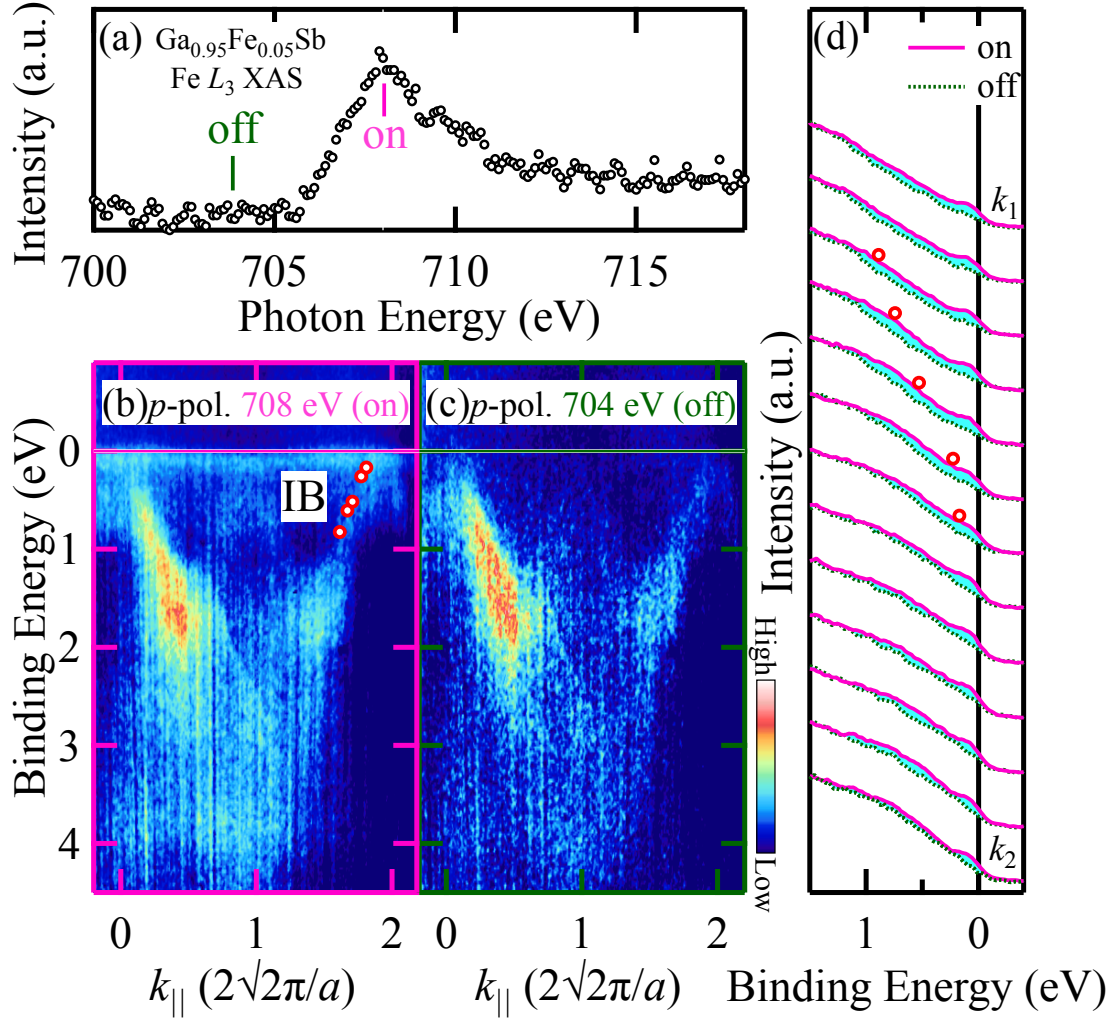 (a) Ga0.95Fe0.05Sb
Fe L3 XAS
off
on
Intensity (a.u.)
700 705 710 715
Photon Energy (eV)
(b) p-pol. 708 eV (on)
IB
(c) p-pol. 704 eV (off)
Binding Energy (eV)
0
1
2
3
4
0 1 2
k|| (2√2π/a)
0 1 2
k|| (2√2π/a)
High
Low
(d)
on
off
k1
k2
Intensity (a.u.)
1 0
Binding Energy (eV)